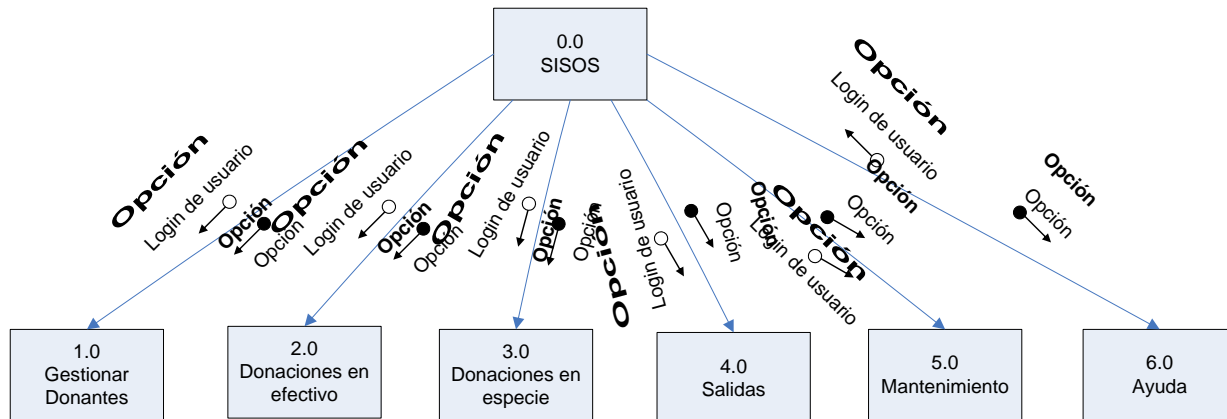 0.0
SISOS
Opción
Login de usuario
Opción
Opción
Opción
Login de usuario
Opción
Opción
Opción
Login de usuario
Opción
Opción
Opción
Login de usuario
Opción
Opción
Opción
Login de usuario
Opción
Opción
Opción
Login de usuario
Opción
Opción
1.0
Gestionar
Donantes
2.0
Donaciones en
efectivo
3.0
Donaciones en
especie
4.0
Salidas
5.0
Mantenimiento
6.0
Ayuda